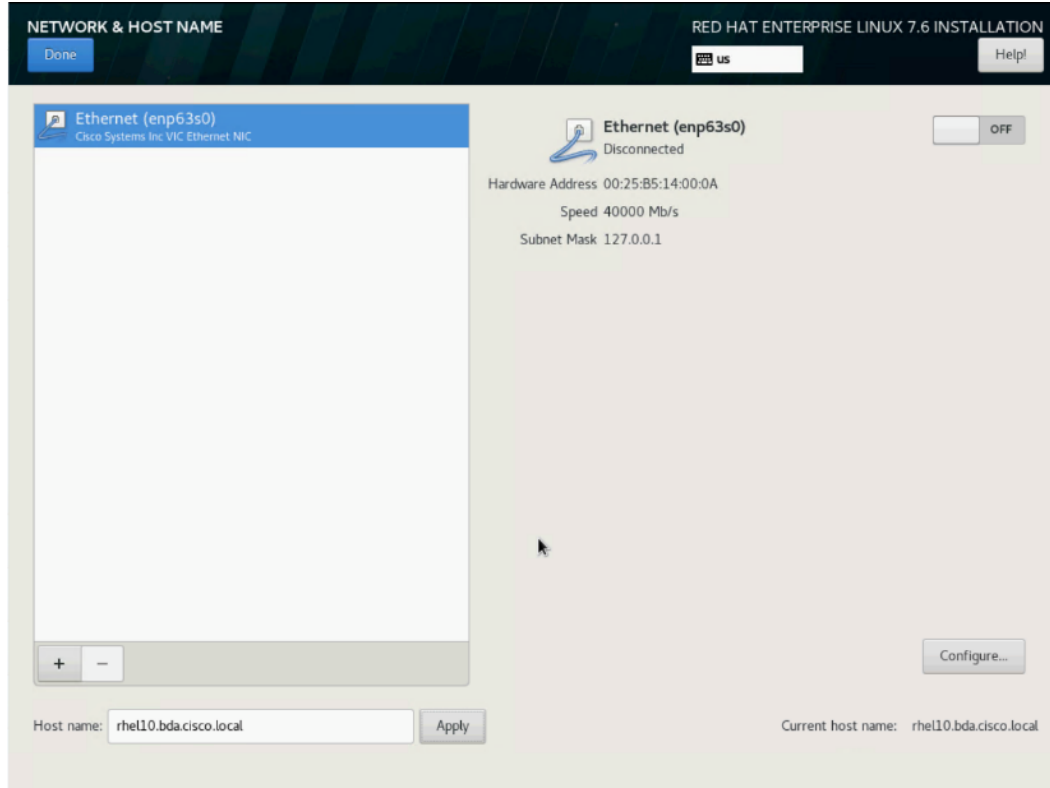 NETWORK & HOST NAME
RED HAT ENTERPRISE LINUX 7.6 INSTALLATION
Done
us
Help!
Ethernet (enp63s0)
Cisco Systems Inc VIC Ethernet NIC
Ethernet (enp63s0)
Disconnected
OFF
Hardware Address 00:25:B5:14:00:0A
Speed 40000 Mb/s
Subnet Mask 127.0.0.1
+ −
Configure...
Host name: rhel10.bda.cisco.local Apply
Current host name: rhel10.bda.cisco.local